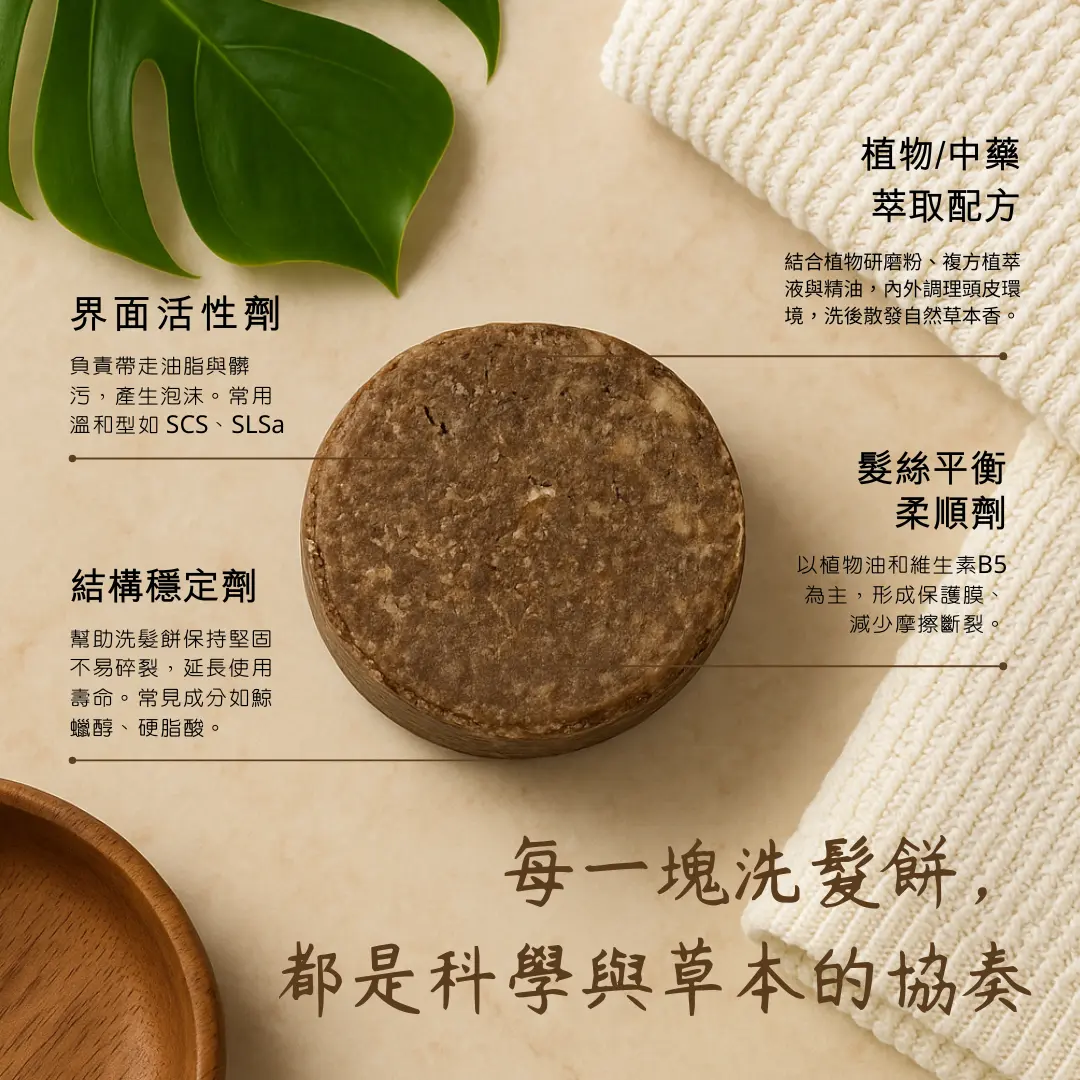 植物/中藥
萃取配方
結合植物研磨粉、複方植萃
液與精油，內外調理頭皮環
境，洗後散發自然草本香。
界面活性劑
負責帶走油脂與髒
污，產生泡沫。常用
溫和型如 SCS、SLSa
髮絲平衡
柔順劑
以植物油和維生素B5
為主，形成保護膜、
減少摩擦斷裂。
結構穩定劑
幫助洗髮餅保持堅固
不易碎裂，延長使用
壽命。常見成分如鯨
蠟醇、硬脂酸。
每一塊洗髮餅，
都是科學與草本的協奏